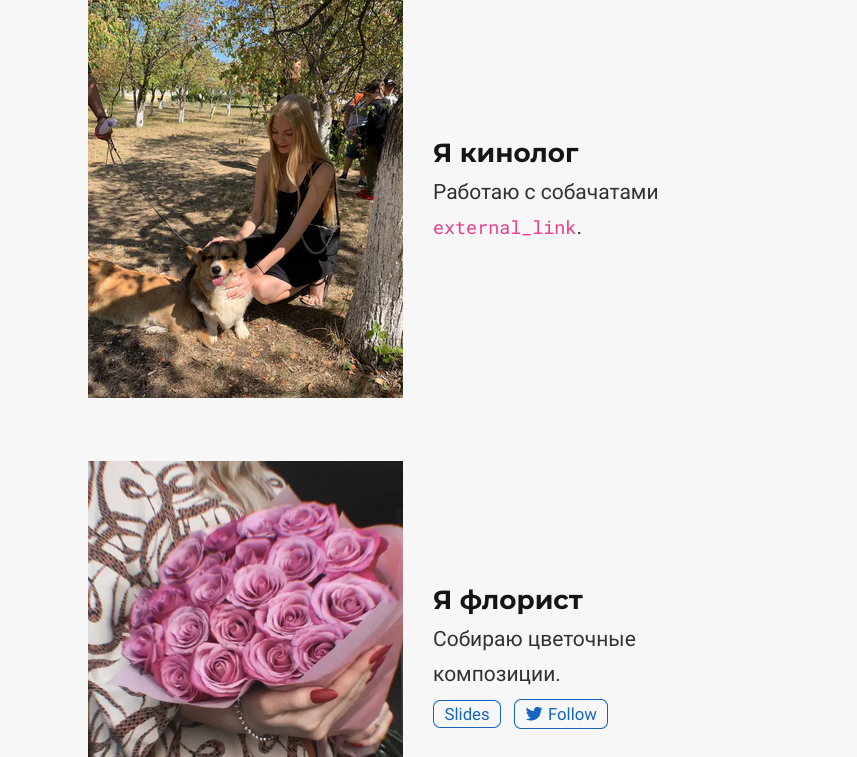 Я кинолог
Работаю с собачатами
external_link.
Я флорист
Собираю цветочные
композиции.
Slides
Follow